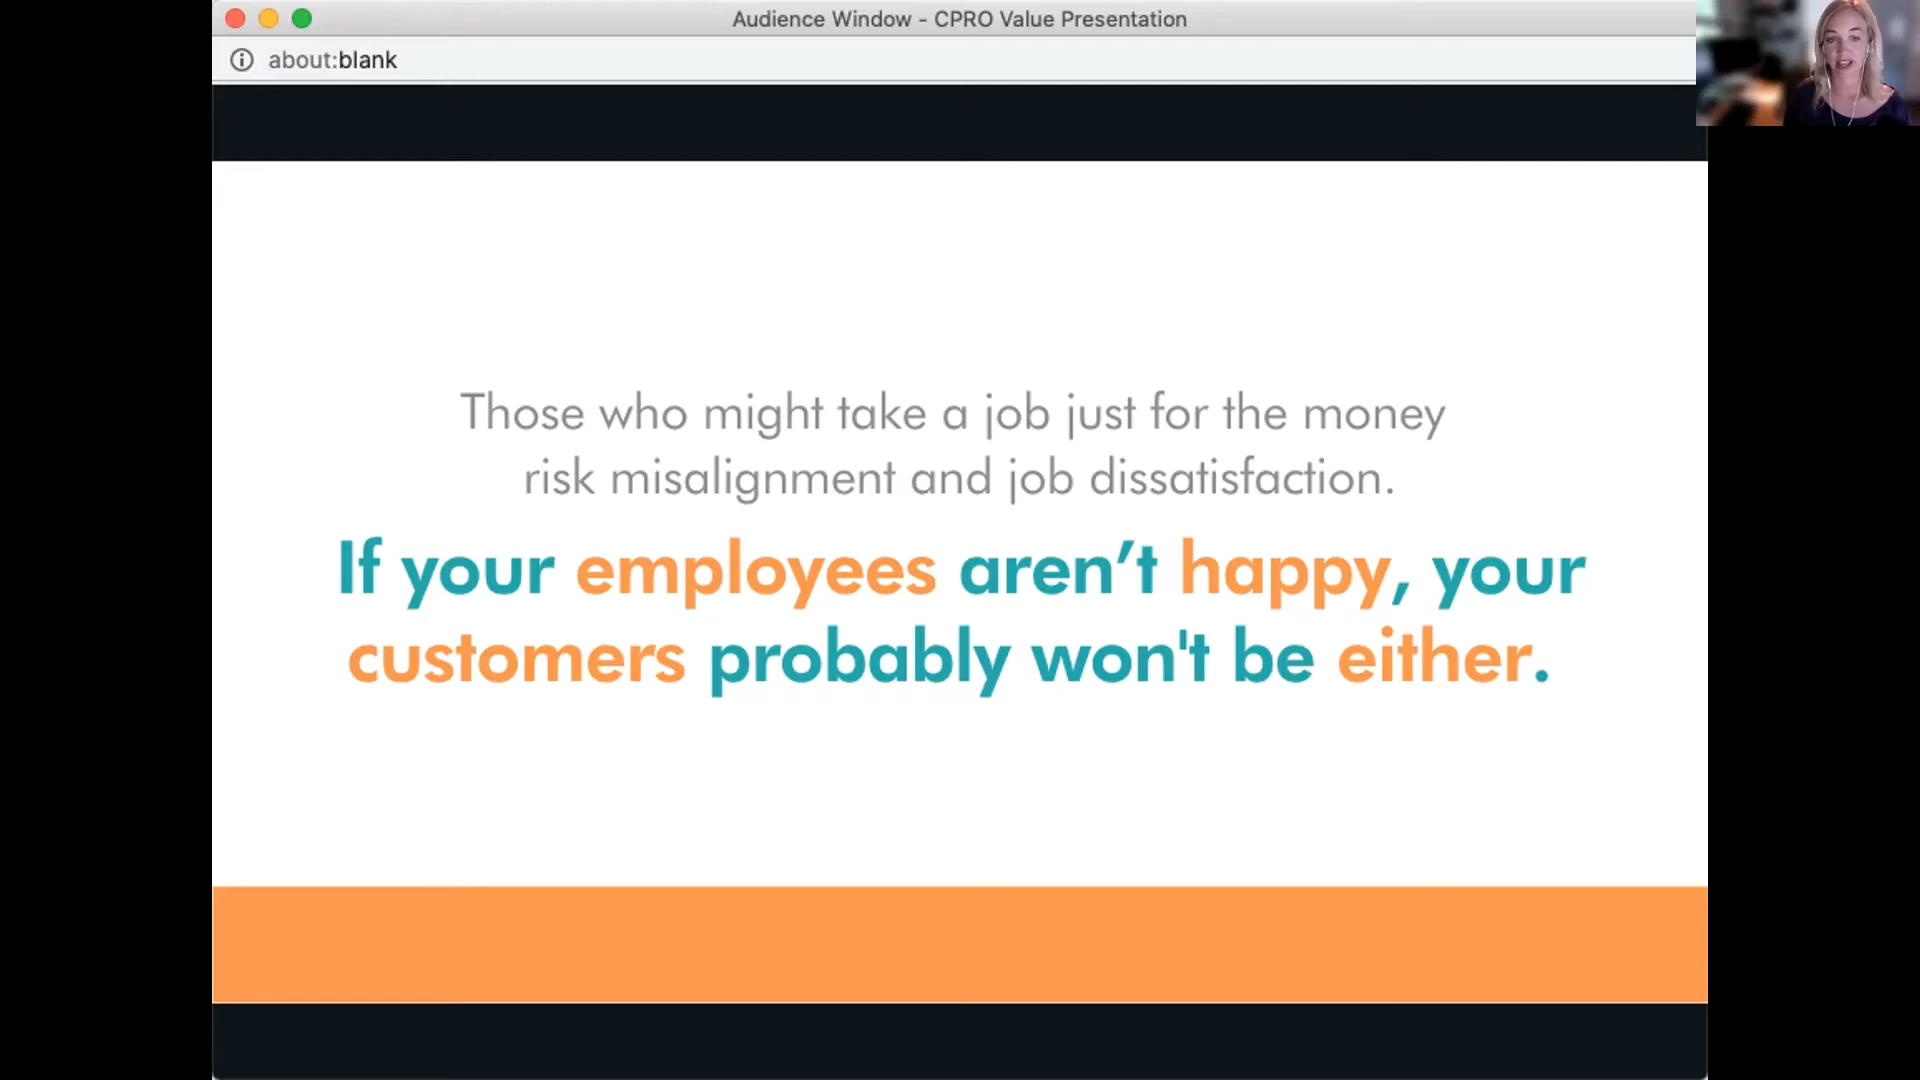 Audience Window - CPRO Value Presentation
about:blank
Those who might take a job just for the money
risk misalignment and job dissatisfaction.
If your employees aren’t happy, your
customers probably won't be either.